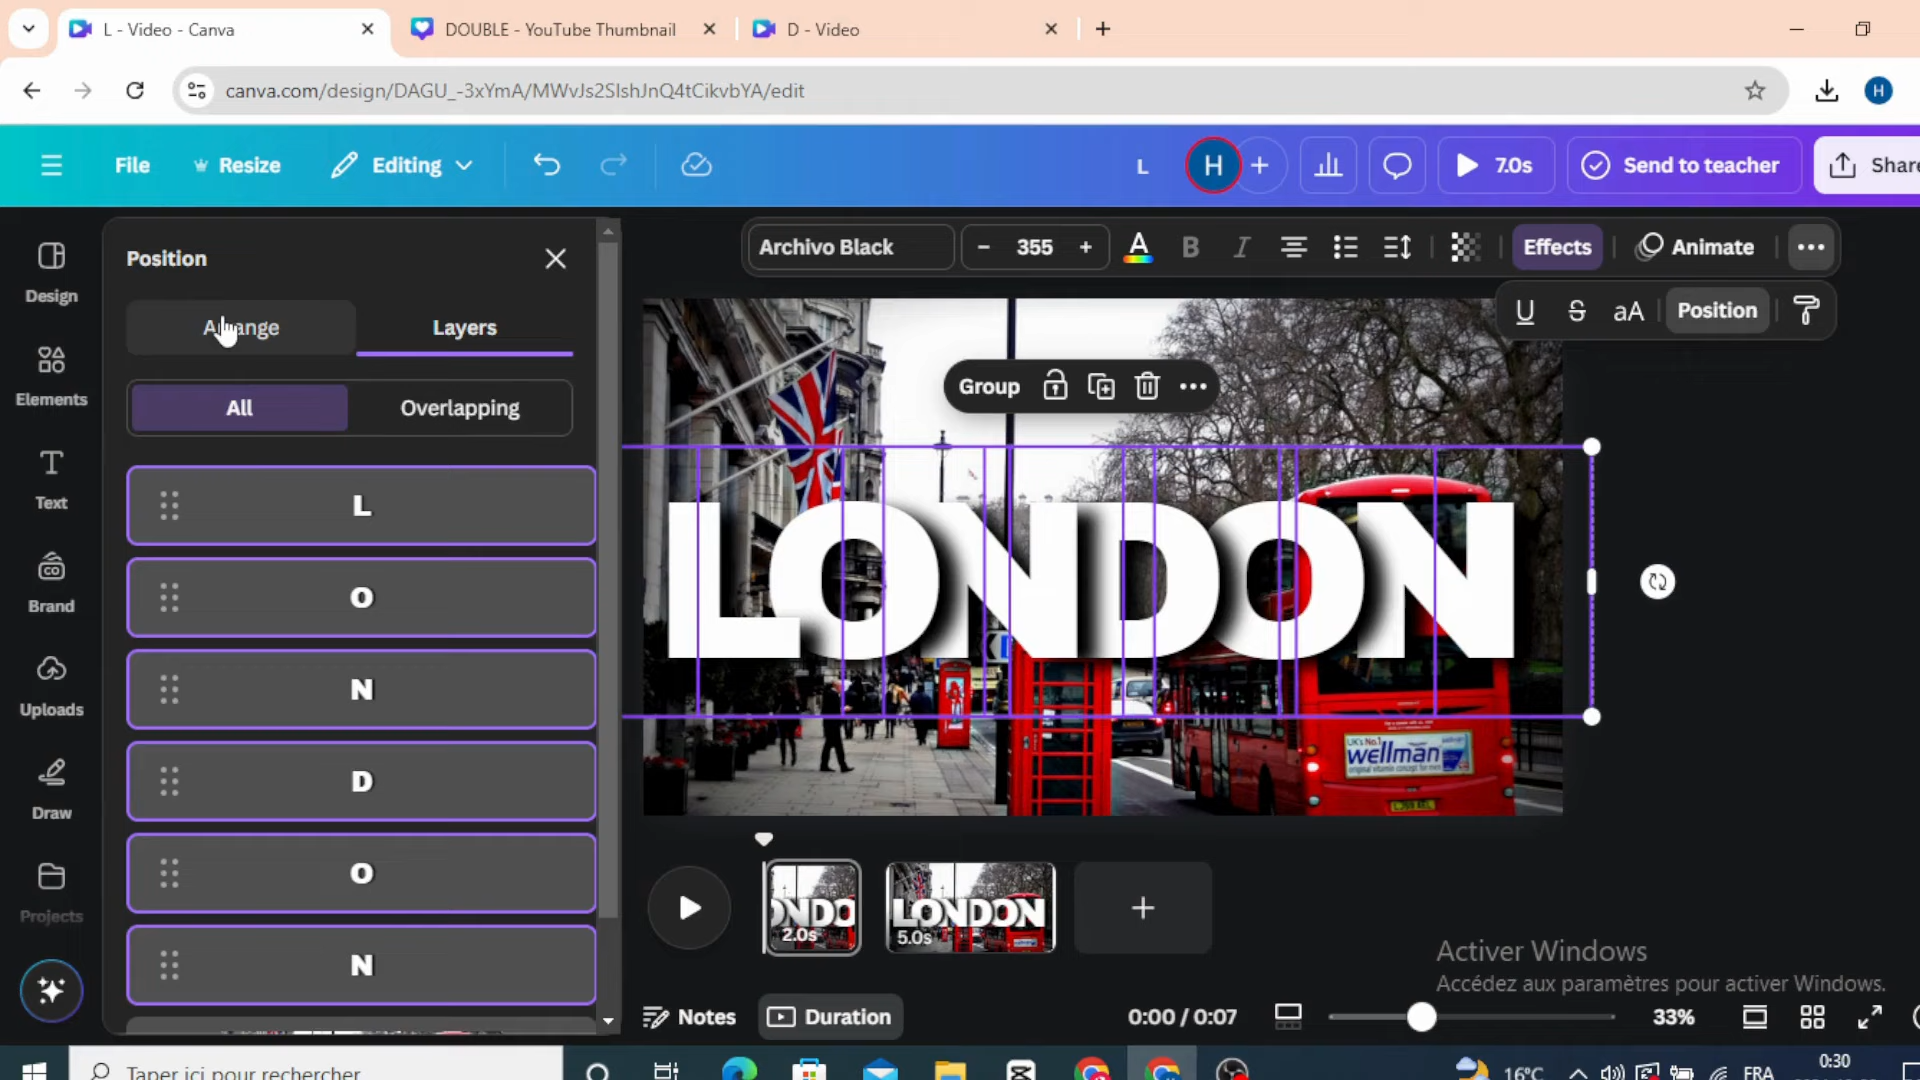 L - Video - Canva
DOUBLE - YouTube Thumbnail
D - Video
canva.com/design/DAGU_-3xYmA/MWvJs2SlshJnQ4tCikvbYA/edit
H
File
Resize
Editing
L
H
7.0s
Send to teacher
Share
Position
Archivo Black
355
Effects
Animate
Arrange
Layers
aA
Position
Design
All
Overlapping
Group
Elements
L
Text
O
LONDON
Brand
N
Uploads
D
wellman
Draw
O
ONDO
2.0s
LONDON
5.0s
Projects
N
Activer Windows
Accédez aux paramètres pour activer Windows.
Notes
Duration
0:00 / 0:07
33%
Taper ici pour rechercher
16°C
FRA
0:30